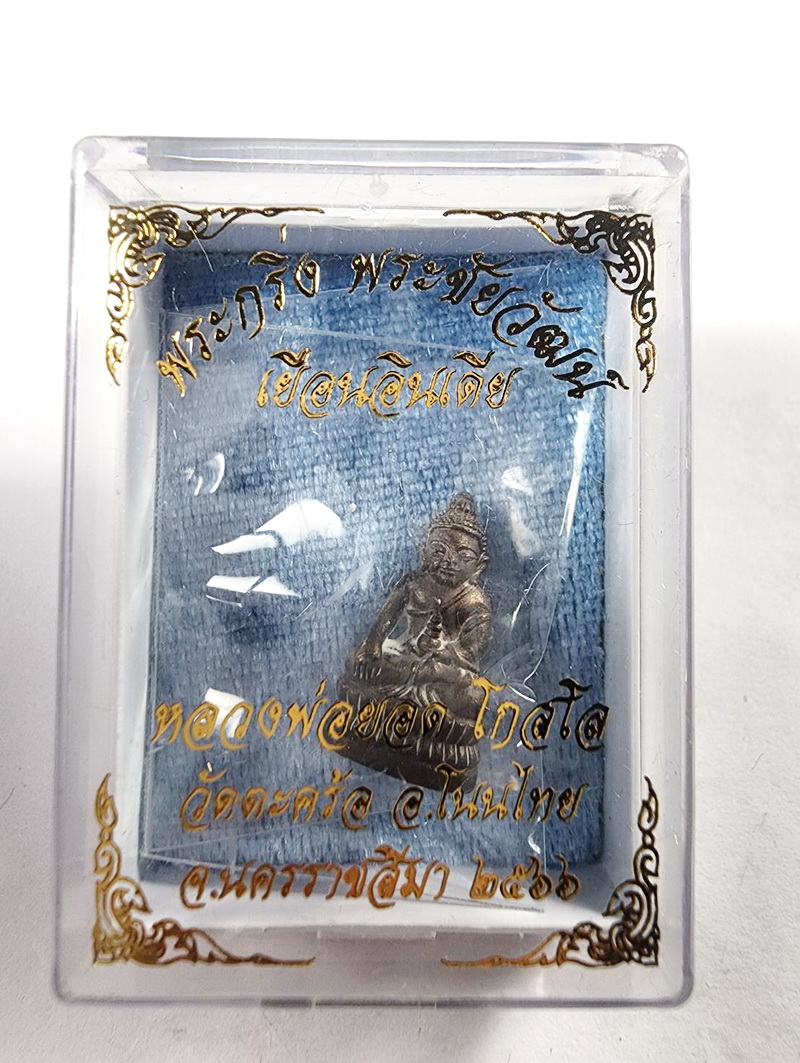 พระกริ่ง พระชัยวัฒน์
เยือนอินเดีย
หลวงพ่อยอด โกสโล
วัดตะคร้อ อ.โนนไทย
จ.นครราชสีมา ๒๕๖๖